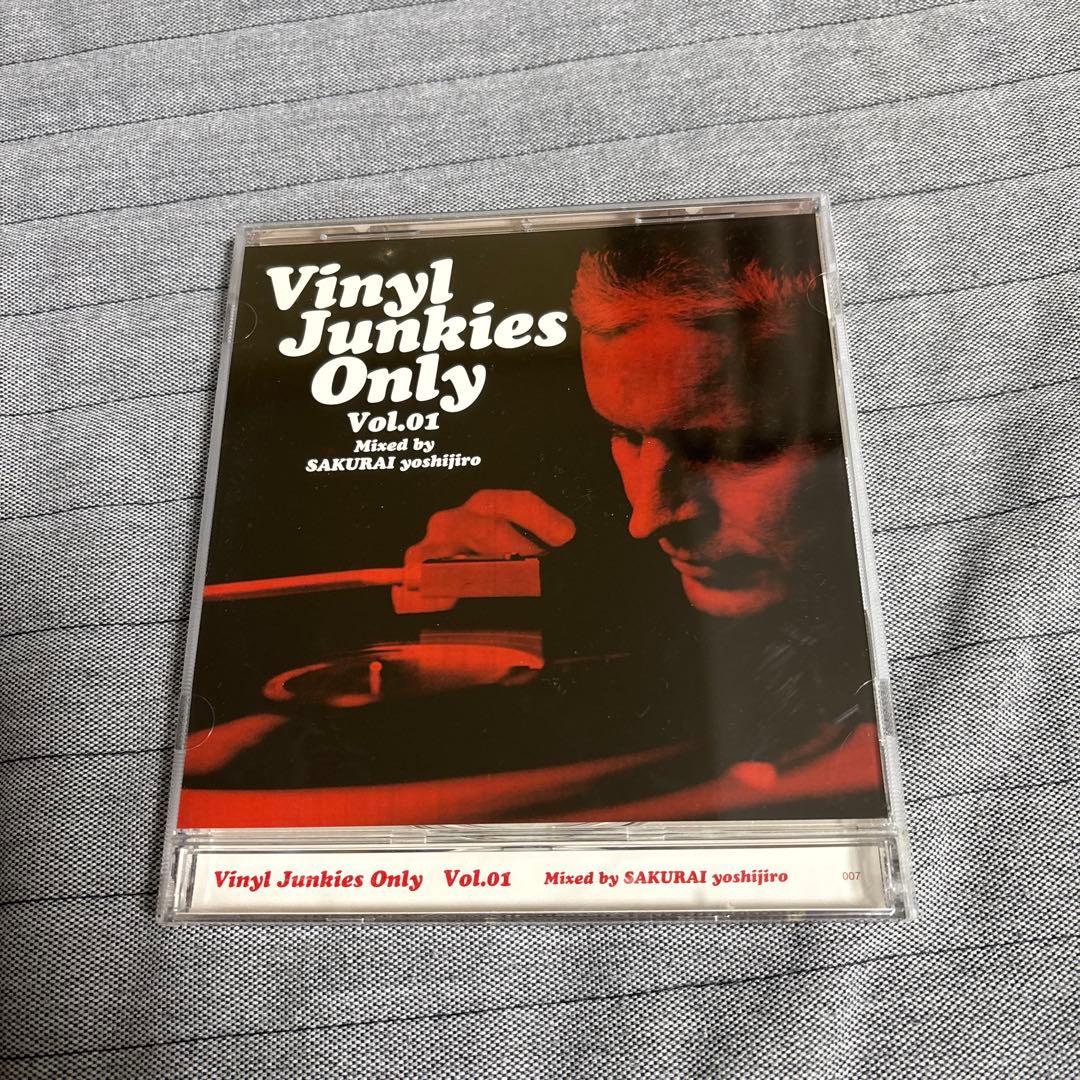 Vinyl
Junkies
Only
Vol.01
Mixed by
SAKURAI yoshijiro
Vinyl Junkies Only Vol.01 Mixed by SAKURAI yoshijiro 007